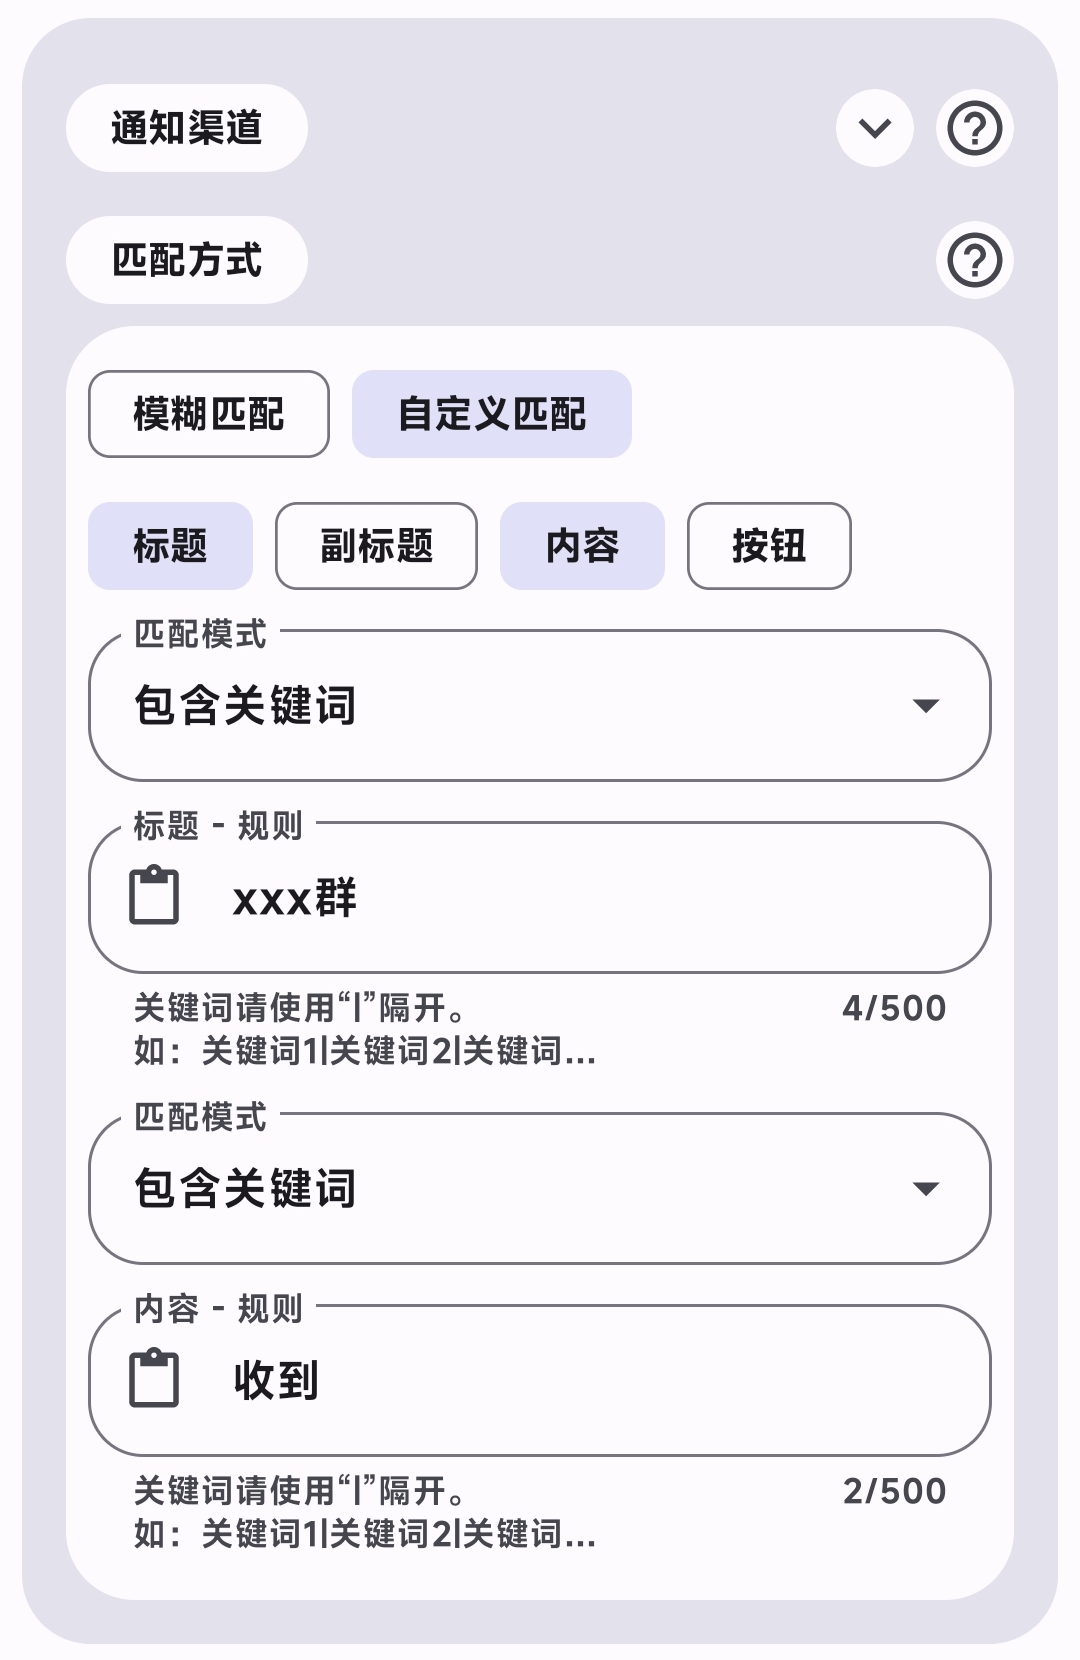 通知渠道
匹配方式
模糊匹配 自定义匹配
标题 副标题 内容 按钮
匹配模式
包含关键词
标题 - 规则
xxx群
关键词请使用“|”隔开。 4/500
如：关键词1|关键词2|关键词...
匹配模式
包含关键词
内容 - 规则
收到
关键词请使用“|”隔开。 2/500
如：关键词1|关键词2|关键词...